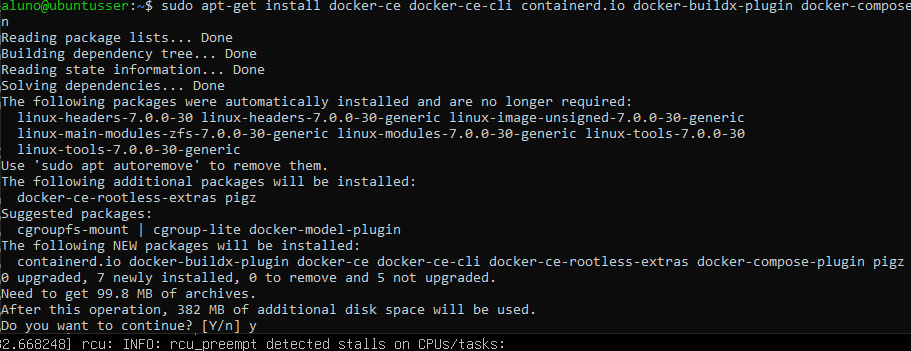 aluno@ubuntusser:~$ sudo apt-get install docker-ce docker-ce-cli containerd.io docker-buildx-plugin docker-compose
n
Reading package lists... Done
Building dependency tree... Done
Reading state information... Done
Solving dependencies... Done
The following packages were automatically installed and are no longer required:
  linux-headers-7.0.0-30 linux-headers-7.0.0-30-generic linux-image-unsigned-7.0.0-30-generic
  linux-main-modules-zfs-7.0.0-30-generic linux-modules-7.0.0-30-generic linux-tools-7.0.0-30
  linux-tools-7.0.0-30-generic
Use 'sudo apt autoremove' to remove them.
The following additional packages will be installed:
  docker-ce-rootless-extras pigz
Suggested packages:
  cgroupfs-mount | cgroup-lite docker-model-plugin
The following NEW packages will be installed:
  containerd.io docker-buildx-plugin docker-ce docker-ce-cli docker-ce-rootless-extras docker-compose-plugin pigz
0 upgraded, 7 newly installed, 0 to remove and 5 not upgraded.
Need to get 99.8 MB of archives.
After this operation, 382 MB of additional disk space will be used.
Do you want to continue? [Y/n] y
32.668248] rcu: INFO: rcu_preempt detected stalls on CPUs/tasks: